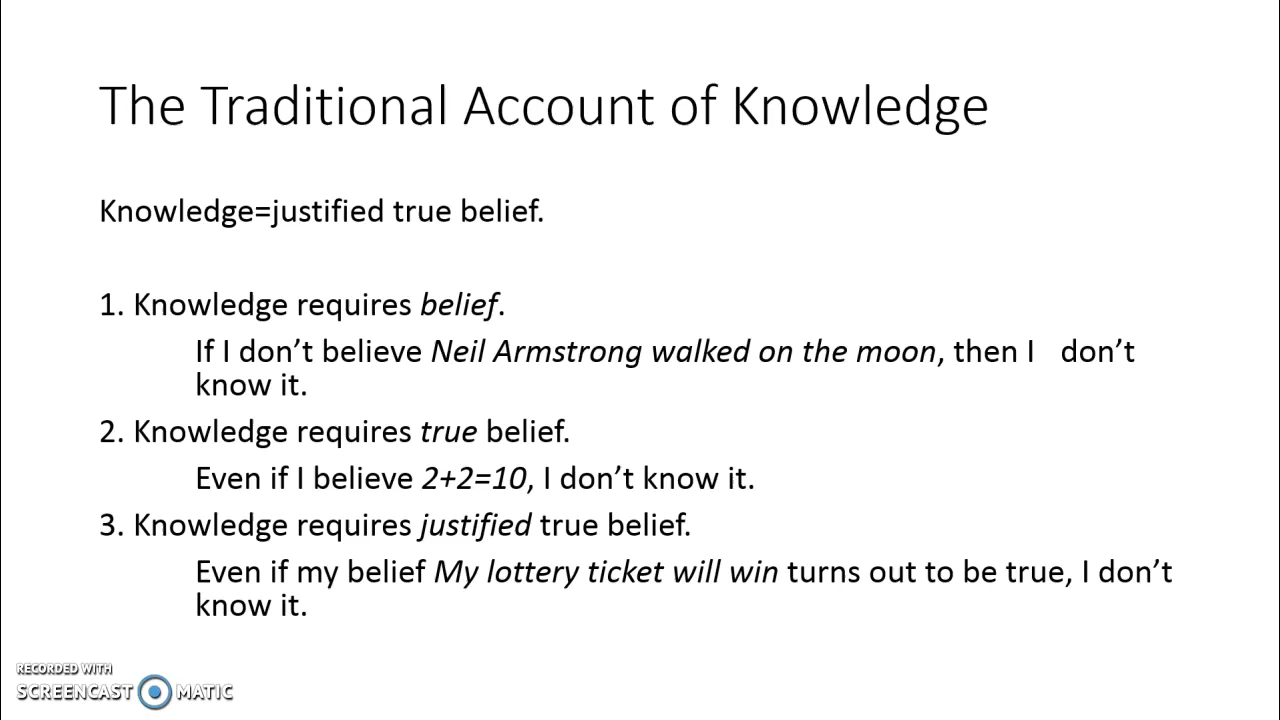 The Traditional Account of Knowledge
Knowledge=justified true belief.
1. Knowledge requires belief.
If I don’t believe Neil Armstrong walked on the moon, then I don’t
know it.
2. Knowledge requires true belief.
Even if I believe 2+2=10, I don’t know it.
3. Knowledge requires justified true belief.
Even if my belief My lottery ticket will win turns out to be true, I don’t
know it.
RECORDED WITH
SCREENCAST MATIC